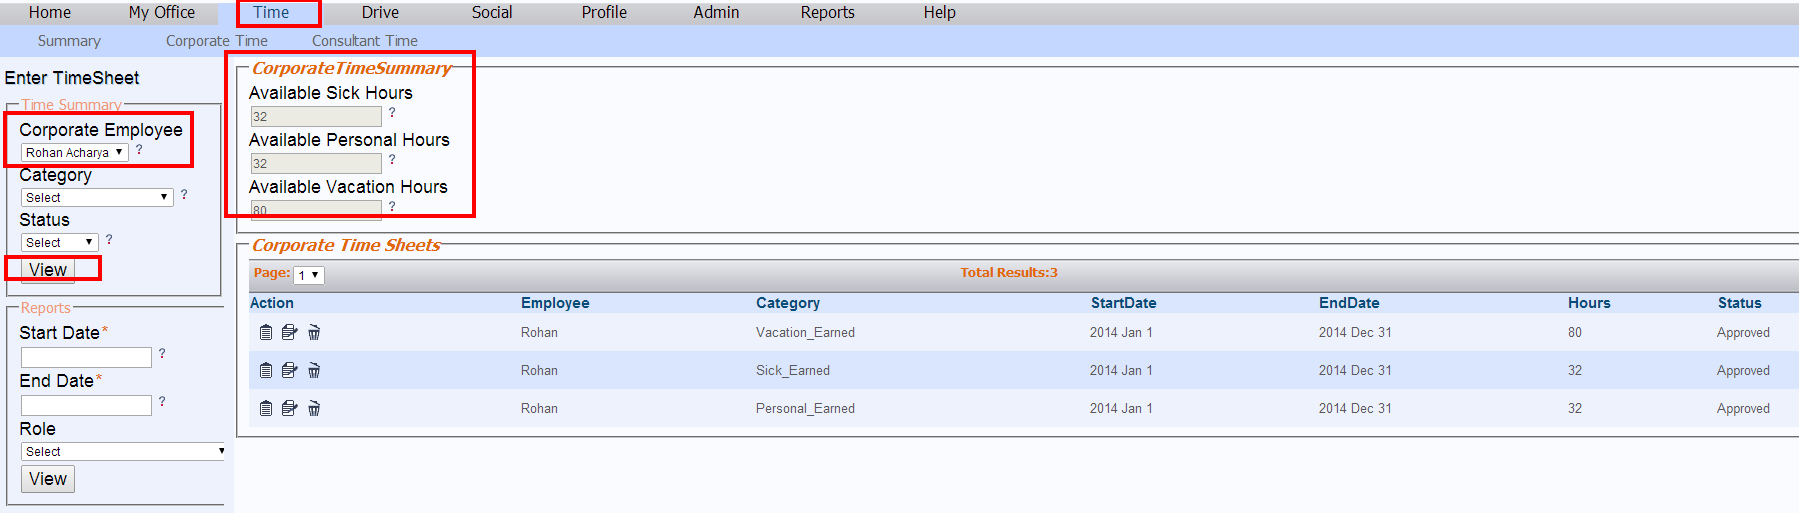 Home My Office Time Drive Social Profile Admin Reports Help
Summary Corporate Time Consultant Time
Enter TimeSheet
Time Summary
Corporate Employee
Rohan Acharya ?
Category
Select ?
Status
Select ?
View
Reports
Start Date*
?
End Date*
?
Role
Select
View
CorporateTimeSummary
Available Sick Hours
32 ?
Available Personal Hours
32 ?
Available Vacation Hours
80 ?
Corporate Time Sheets
Page: 1 Total Results:3
Action Employee Category StartDate EndDate Hours Status
Rohan Vacation_Earned 2014 Jan 1 2014 Dec 31 80 Approved
Rohan Sick_Earned 2014 Jan 1 2014 Dec 31 32 Approved
Rohan Personal_Earned 2014 Jan 1 2014 Dec 31 32 Approved